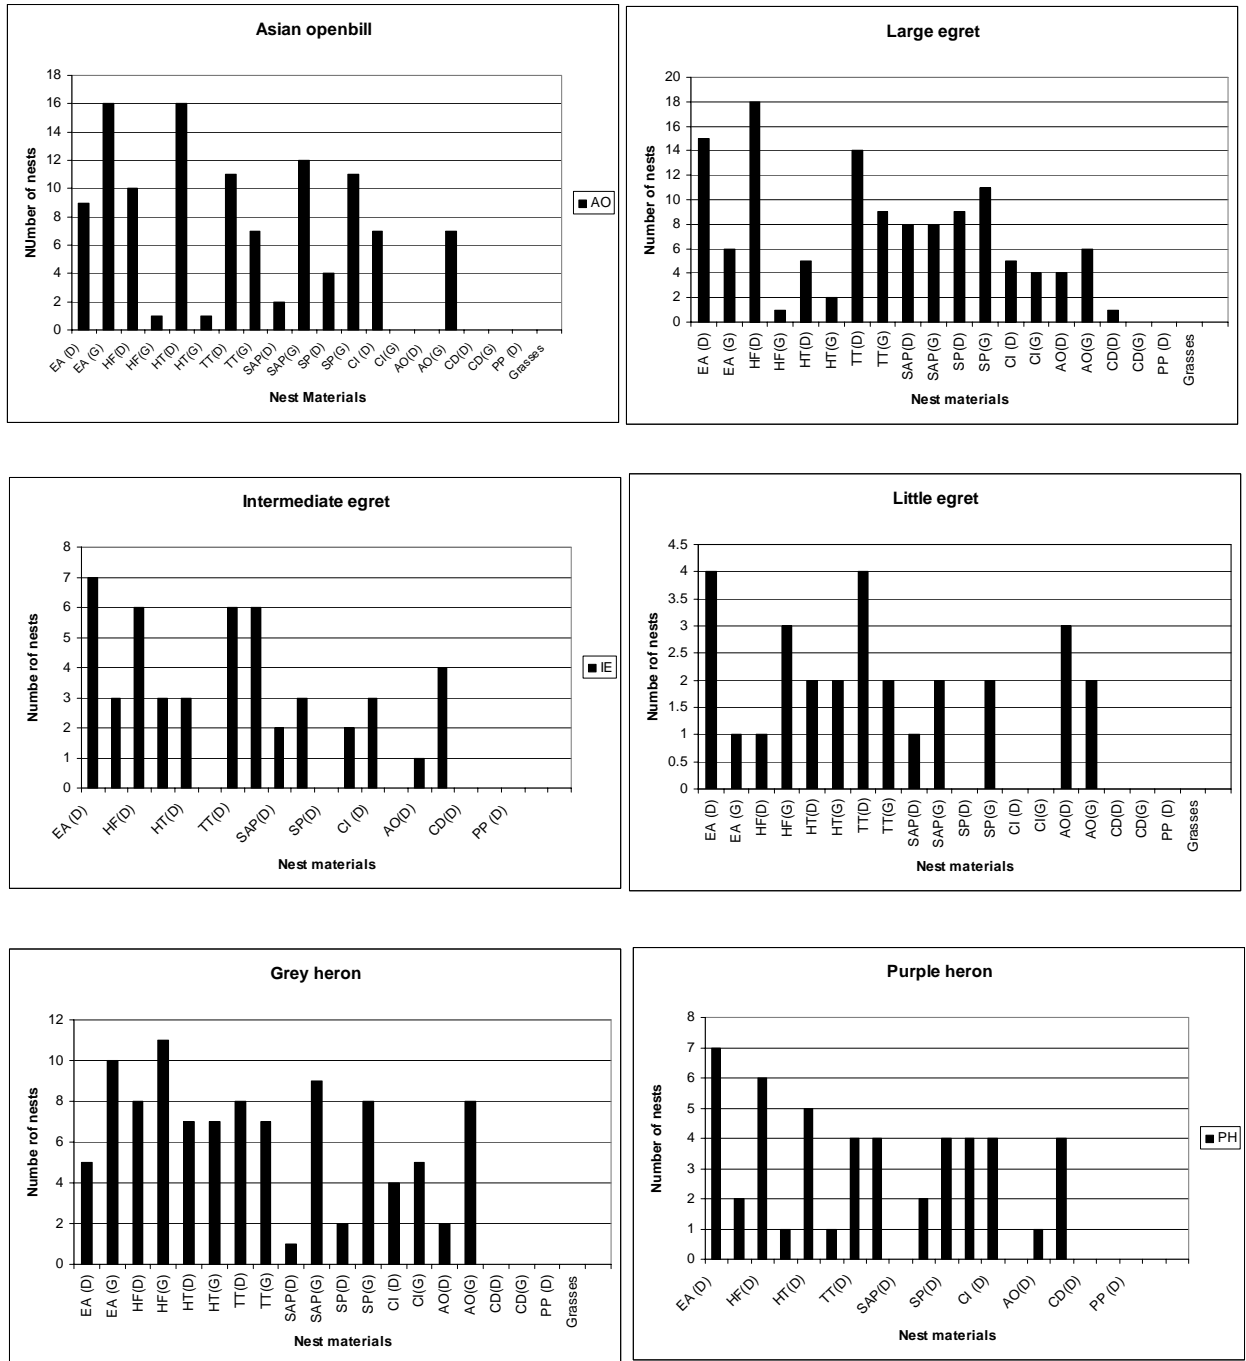 Asian openbill
NUmber of nests
18
16
14
12
10
8
6
4
2
0
EA (D) EA (G) HF(D) HF(G) HT(D) HT(G) TT(D) TT(G) SAP(D) SAP(G) SP(D) SP(G) CI (D) CI(G) AO(D) AO(G) CD(D) CD(G) PP (D) Grasses
Nest Materials
AO
Large egret
Number of nests
20
18
16
14
12
10
8
6
4
2
0
EA (D) EA (G) HF(D) HF(G) HT(D) HT(G) TT(D) TT(G) SAP(D) SAP(G) SP(D) SP(G) CI (D) CI(G) AO(D) AO(G) CD(D) CD(G) PP (D) Grasses
Nest materials
Intermediate egret
Numbe rof nests
8
7
6
5
4
3
2
1
0
EA (D) HF(D) HT(D) TT(D) SAP(D) SP(D) CI (D) AO(D) CD(D) PP (D)
Nest materials
IE
Little egret
Numbe rof nests
4.5
4
3.5
3
2.5
2
1.5
1
0.5
0
EA (D) EA (G) HF(D) HF(G) HT(D) HT(G) TT(D) TT(G) SAP(D) SAP(G) SP(D) SP(G) CI (D) CI(G) AO(D) AO(G) CD(D) CD(G) PP (D) Grasses
Nest materials
Grey heron
Numbe rof nests
12
10
8
6
4
2
0
EA (D) EA (G) HF(D) HF(G) HT(D) HT(G) TT(D) TT(G) SAP(D) SAP(G) SP(D) SP(G) CI (D) CI(G) AO(D) AO(G) CD(D) CD(G) PP (D) Grasses
Nest materials
Purple heron
Number of nests
8
7
6
5
4
3
2
1
0
EA (D) HF(D) HT(D) TT(D) SAP(D) SP(D) CI (D) AO(D) CD(D) PP (D)
Nest materials
PH